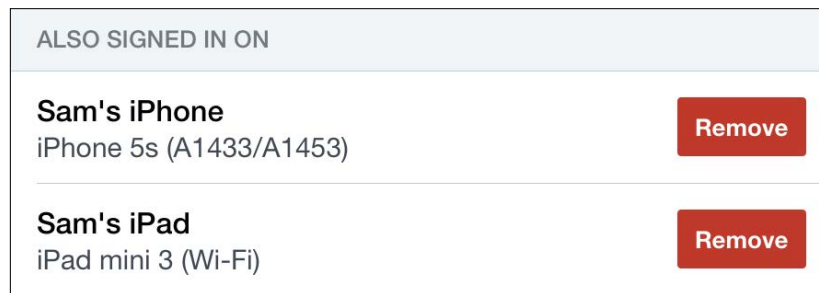 ALSO SIGNED IN ON
Sam's iPhone
iPhone 5s (A1433/A1453)
Remove
Sam's iPad
iPad mini 3 (Wi-Fi)
Remove